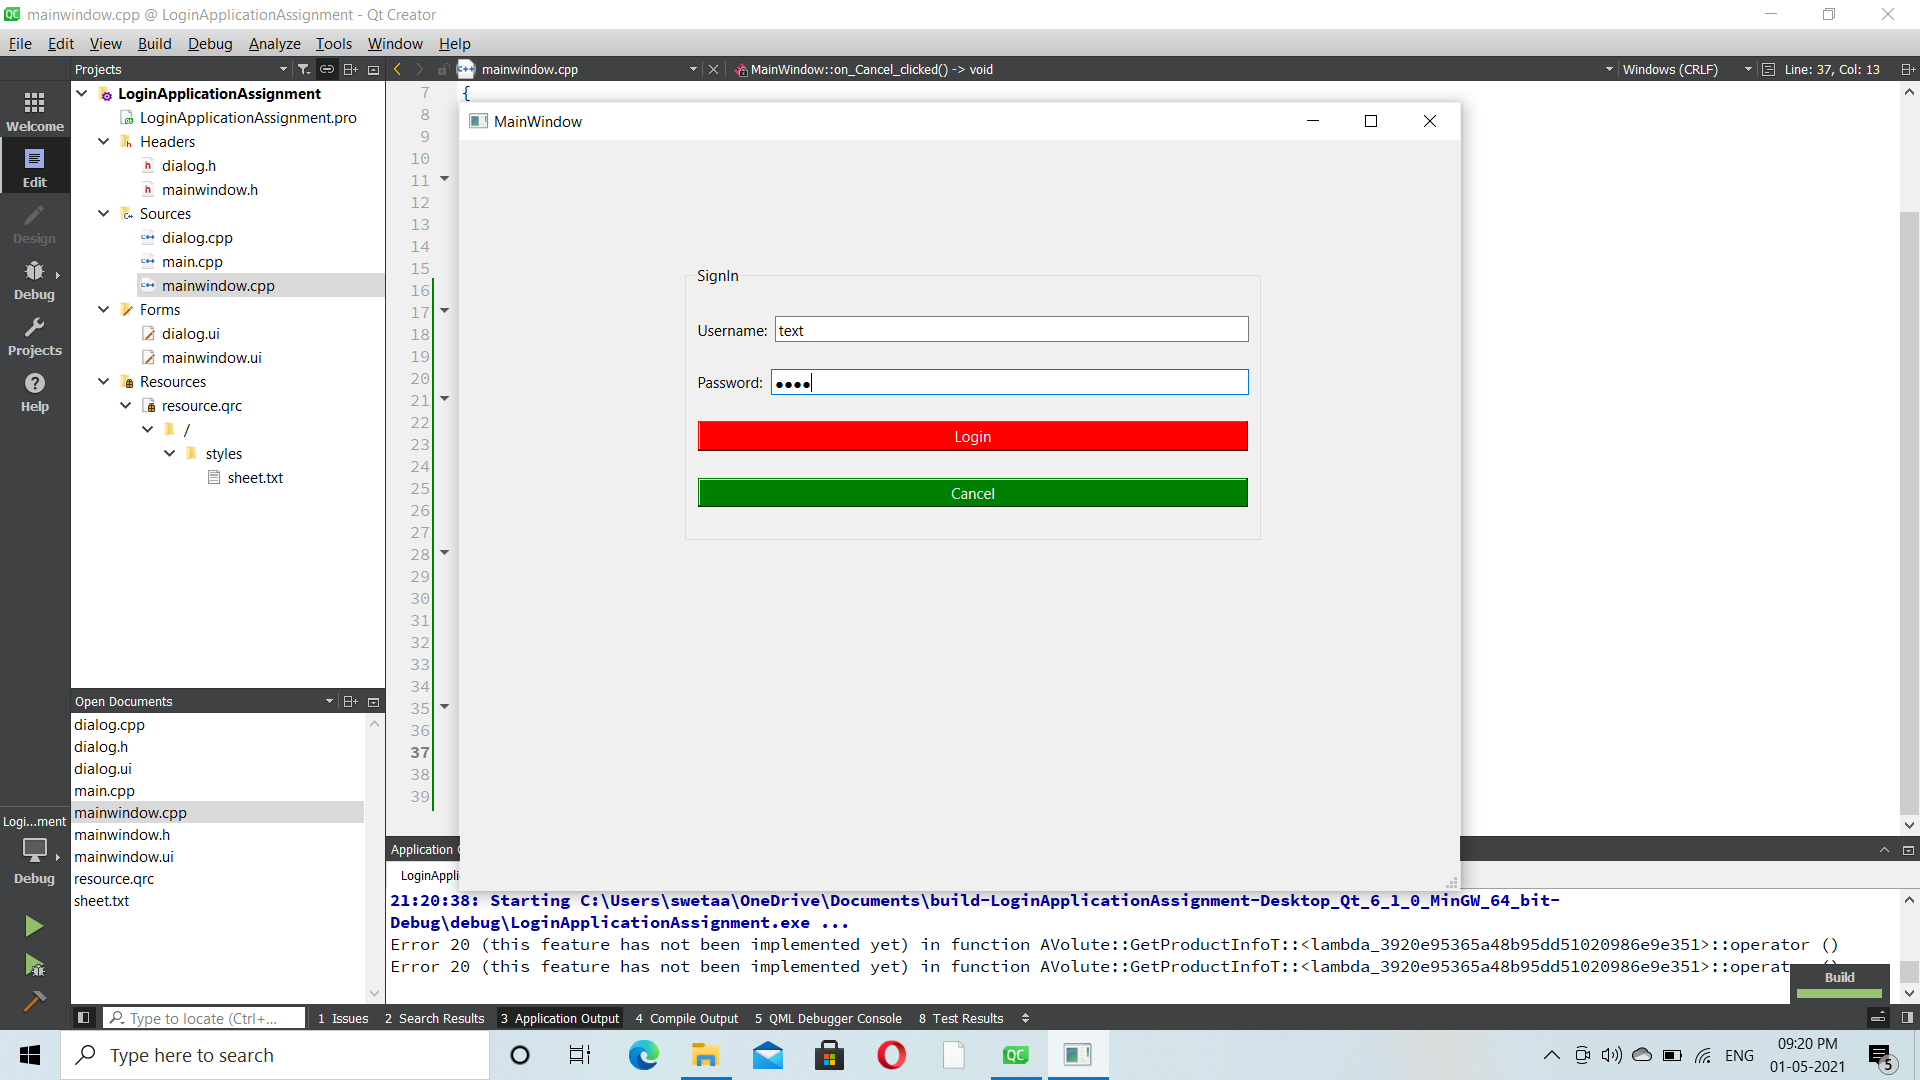 mainwindow.cpp @ LoginApplicationAssignment - Qt Creator
File Edit View Build Debug Analyze Tools Window Help
Projects
mainwindow.cpp
MainWindow::on_Cancel_clicked() -> void
Windows (CRLF)
Line: 37, Col: 13
Welcome
Edit
Design
Debug
Projects
Help
LoginApplicationAssignment
LoginApplicationAssignment.pro
Headers
dialog.h
mainwindow.h
Sources
dialog.cpp
main.cpp
mainwindow.cpp
Forms
dialog.ui
mainwindow.ui
Resources
resource.qrc
/
styles
sheet.txt
7 {
8
9
10
11
12
13
14
15
16
17
18
19
20
21
22
23
24
25
26
27
28
29
30
31
32
33
34
35
36
37
38
39
MainWindow
SignIn
Username: text
Password: ●●●●
Login
Cancel
Open Documents
dialog.cpp
dialog.h
dialog.ui
main.cpp
mainwindow.cpp
mainwindow.h
mainwindow.ui
resource.qrc
sheet.txt
Logi...ment
Debug
Application
LoginAppli
21:20:38: Starting C:\Users\swetaa\OneDrive\Documents\build-LoginApplicationAssignment-Desktop_Qt_6_1_0_MinGW_64_bit-
Debug\debug\LoginApplicationAssignment.exe ...
Error 20 (this feature has not been implemented yet) in function AVolute::GetProductInfoT::<lambda_3920e95365a48b95dd51020986e9e351>::operator ()
Error 20 (this feature has not been implemented yet) in function AVolute::GetProductInfoT::<lambda_3920e95365a48b95dd51020986e9e351>::operat
Build
Type to locate (Ctrl+...
1 Issues 2 Search Results 3 Application Output 4 Compile Output 5 QML Debugger Console 8 Test Results
Type here to search
QC
ENG
09:20 PM
01-05-2021
5